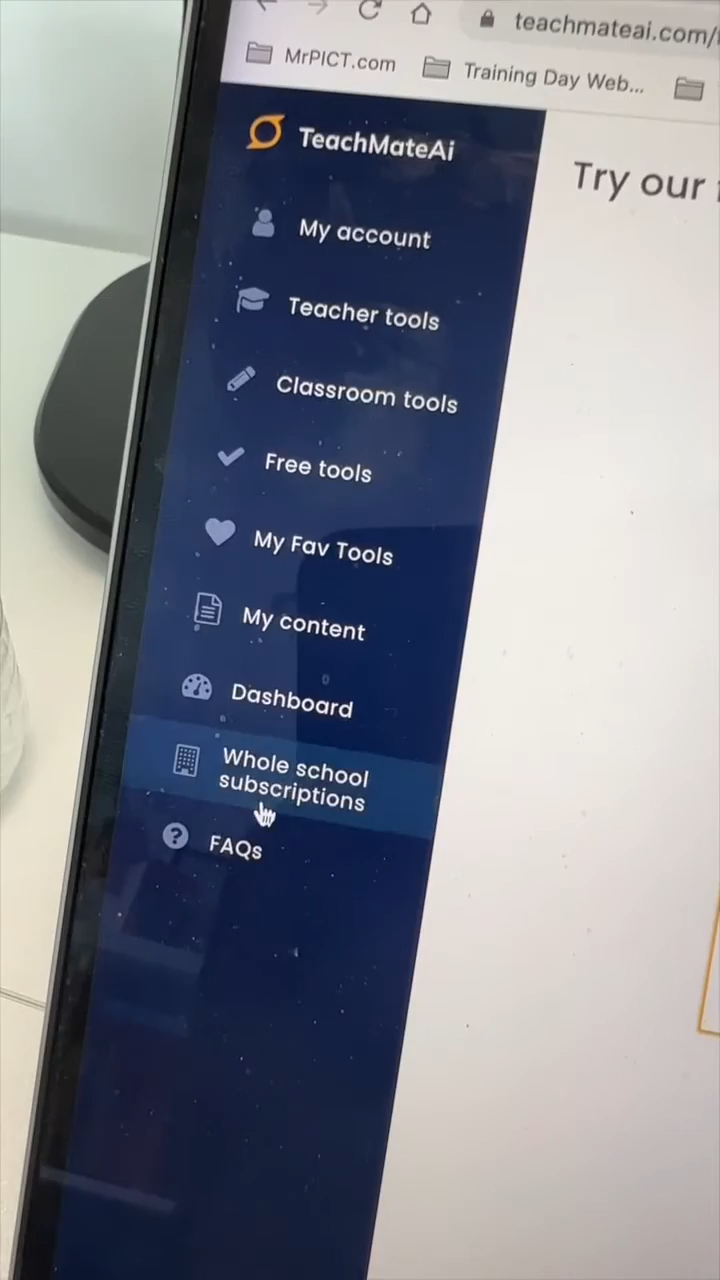 teachmateai.com/
MrPICT.com
Training Day Web...
TeachMateAi
Try our
My account
Teacher tools
Classroom tools
Free tools
My Fav Tools
My content
Dashboard
Whole school
subscriptions
FAQs